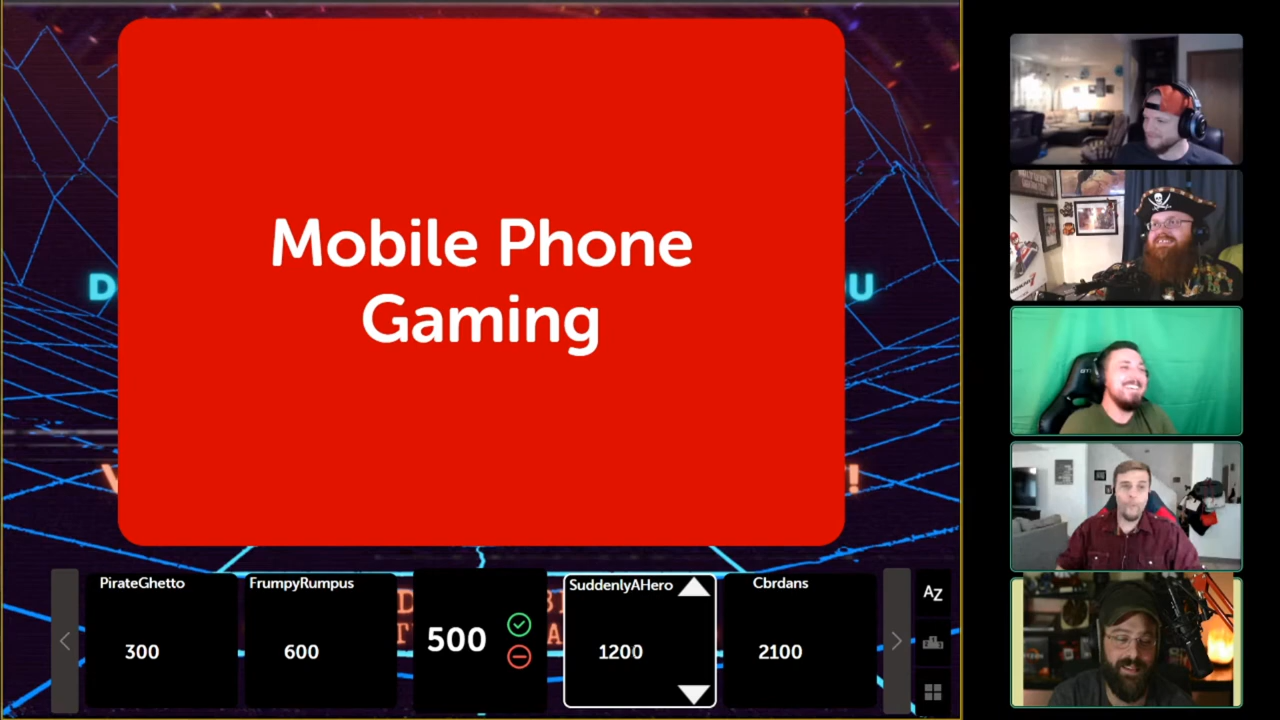 Mobile Phone
Gaming
D
U
!
PirateGhetto
FrumpyRumpus
SuddenlyAHero
Cbrdans
300
600
500
1200
2100
AZ